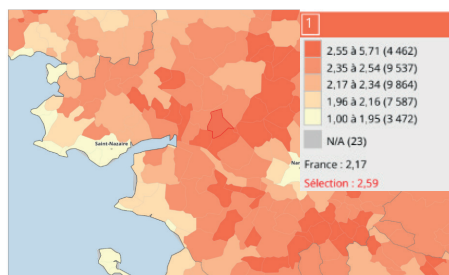 1
2,55 à 5,71 (4 462)
2,35 à 2,54 (9 537)
2,17 à 2,34 (9 864)
1,96 à 2,16 (7 587)
1,00 à 1,95 (3 472)
N/A (23)
France : 2,17
Sélection : 2,59
Saint-Nazaire